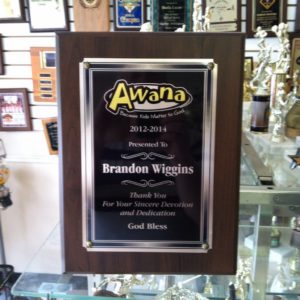 Awana
Because Kids Matter to God
2012-2014
Presented To
Brandon Wiggins
Thank You
For Your Sincere Devotion
and Dedication
God Bless